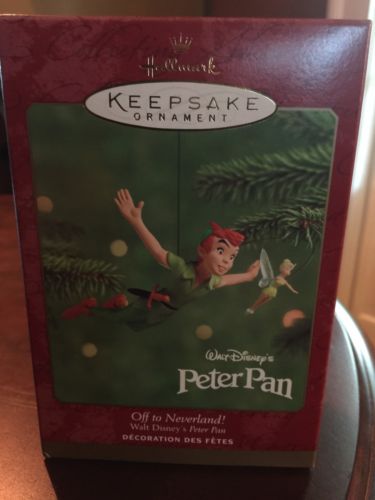 Hallmark
KEEPSAKE
ORNAMENT
WALT DISNEY'S
Peter Pan
Off to Neverland!
Walt Disney's Peter Pan
DÉCORATION DES FÊTES